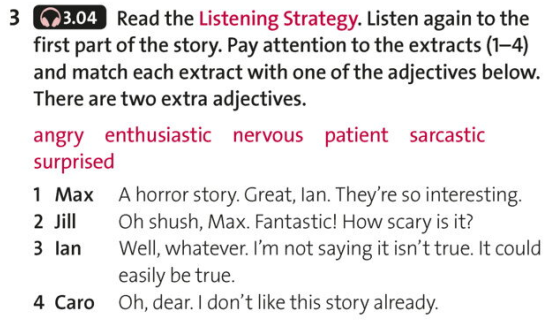 3 3.04 Read the Listening Strategy. Listen again to the
first part of the story. Pay attention to the extracts (1–4)
and match each extract with one of the adjectives below.
There are two extra adjectives.
angry enthusiastic nervous patient sarcastic
surprised
1 Max A horror story. Great, Ian. They're so interesting.
2 Jill Oh shush, Max. Fantastic! How scary is it?
3 Ian Well, whatever. I'm not saying it isn't true. It could
easily be true.
4 Caro Oh, dear. I don't like this story already.